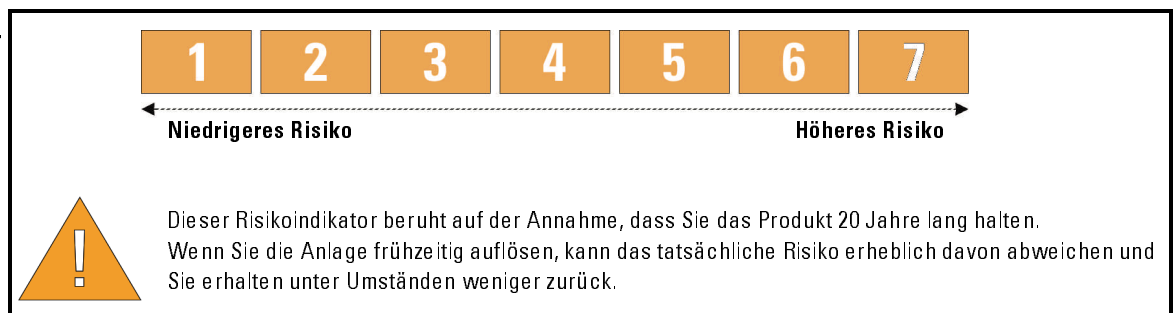 1 2 3 4 5 6 7
Niedrigeres Risiko Höheres Risiko
Dieser Risikoindikator beruht auf der Annahme, dass Sie das Produkt 20 Jahre lang halten.
Wenn Sie die Anlage frühzeitig auflösen, kann das tatsächliche Risiko erheblich davon abweichen und
Sie erhalten unter Umständen weniger zurück.